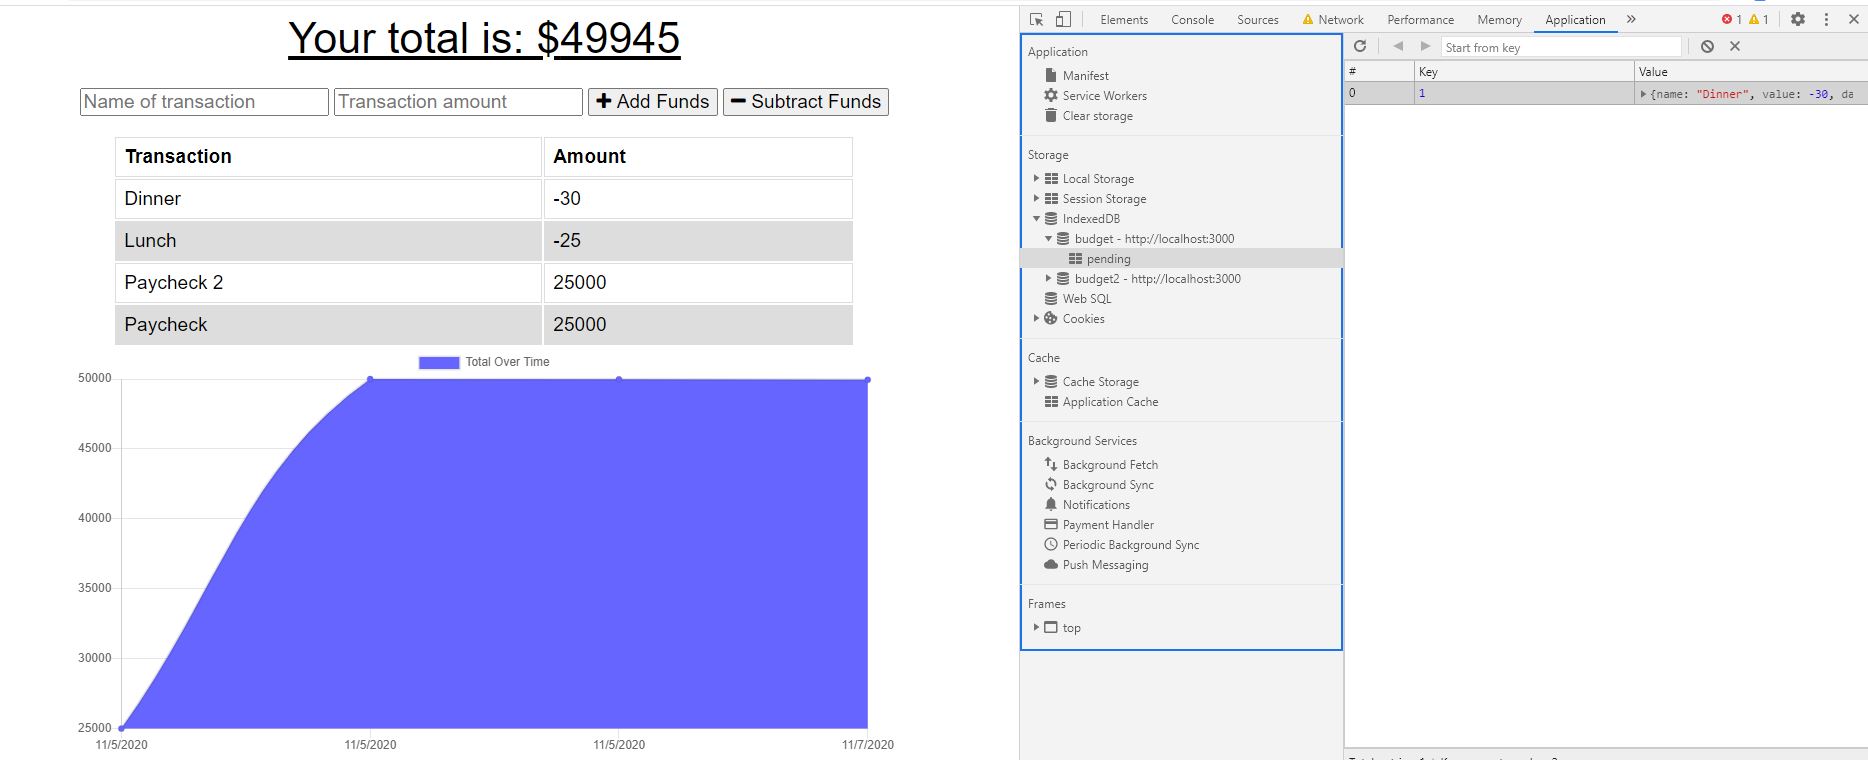 Your total is: $49945
Name of transaction Transaction amount Add Funds Subtract Funds
Transaction Amount
Dinner -30
Lunch -25
Paycheck 2 25000
Paycheck 25000
Total Over Time
50000
45000
40000
35000
30000
25000
11/5/2020 11/5/2020 11/5/2020 11/7/2020
Elements Console Sources Network Performance Memory Application » 1 1
Application
Manifest
Service Workers
Clear storage
Storage
Local Storage
Session Storage
IndexedDB
budget - http://localhost:3000
pending
budget2 - http://localhost:3000
Web SQL
Cookies
Cache
Cache Storage
Application Cache
Background Services
Background Fetch
Background Sync
Notifications
Payment Handler
Periodic Background Sync
Push Messaging
Frames
top
Start from key
# Key Value
0 1 {name: "Dinner", value: -30, da